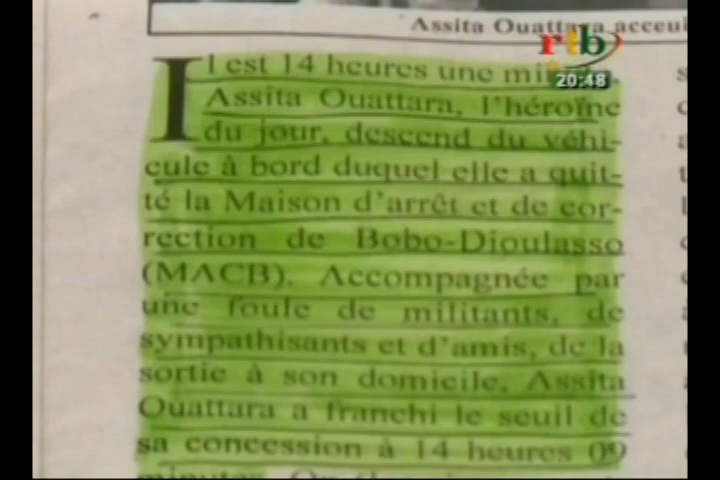 Assita Ouattara acceui
rtb
20:48
Il est 14 heures une minute,
Assita Ouattara, l'héroïne
du jour, descend du véhi-
cule à bord duquel elle a quit-
té la Maison d'arrêt et de cor-
rection de Bobo-Dioulasso
(MACB). Accompagnée par
une foule de militants, de
sympathisants et d'amis, de la
sortie à son domicile, Assita
Ouattara a franchi le seuil de
sa concession à 14 heures 09